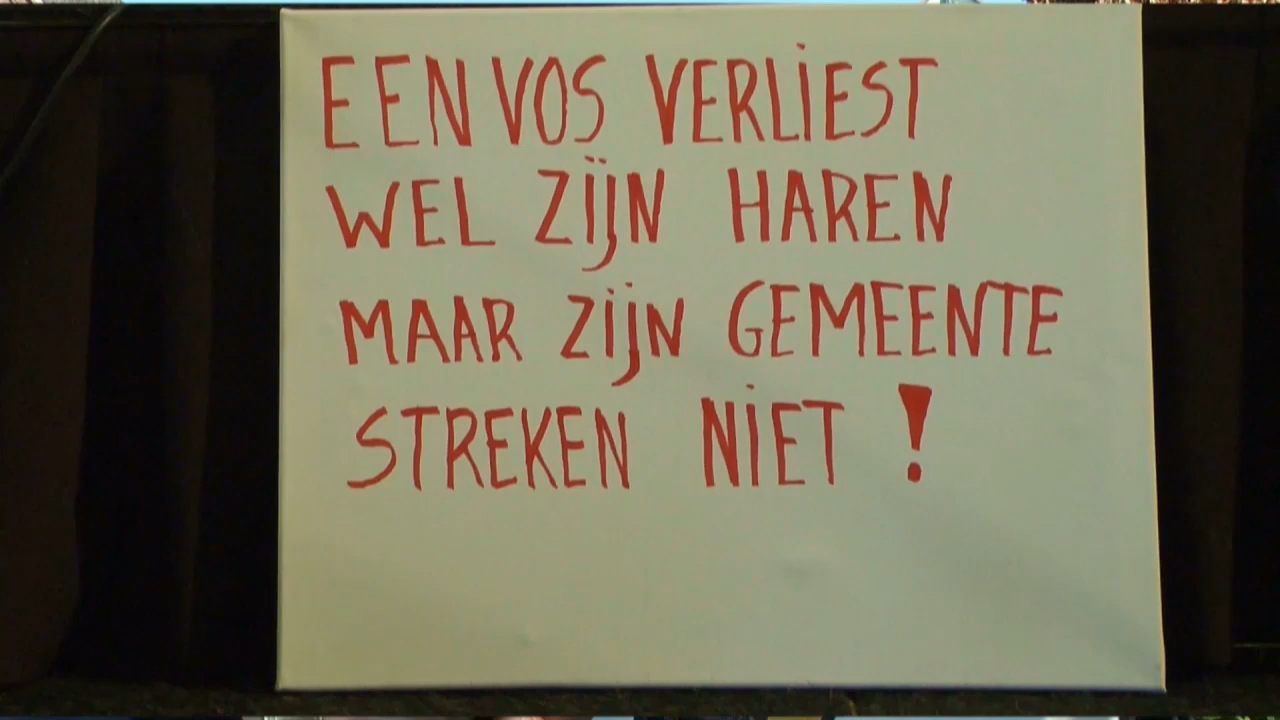 EEN VOS VERLiEST
WEL ZijN HAREN
MAAR ZijN GEMEENTE
STREKEN NiET !